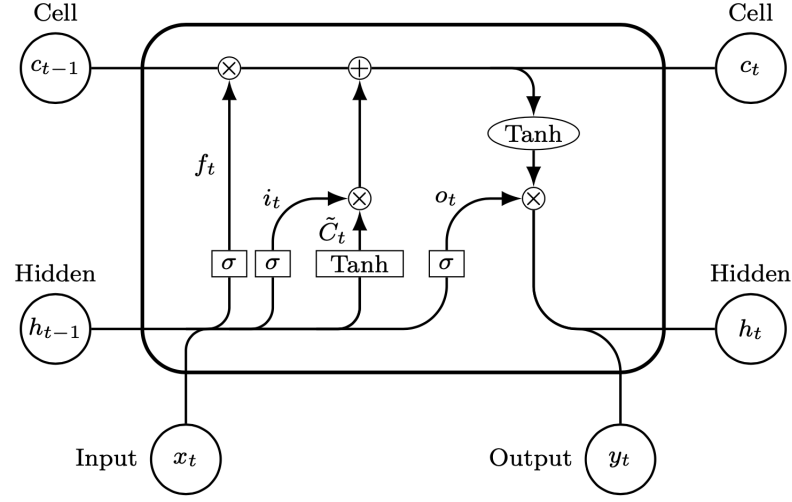 Cell
Cell
c_{t-1}
×
+
c_t
Tanh
f_t
i_t
×
o_t
×
C̃_t
σ
σ
Tanh
σ
Hidden
Hidden
h_{t-1}
h_t
Input
x_t
Output
y_t